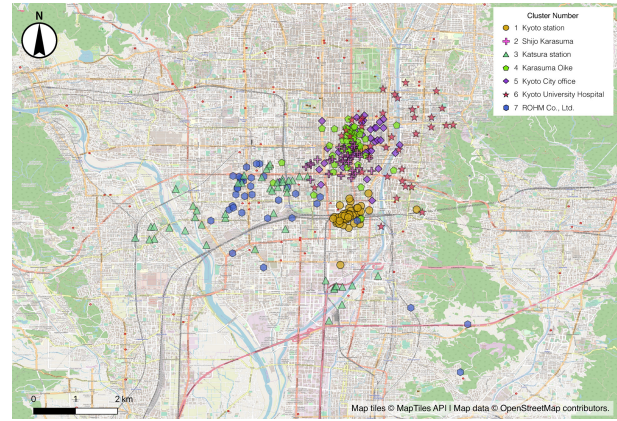 N
Cluster Number
1 Kyoto station
2 Shijo Karasuma
3 Katsura station
4 Karasuma Oike
5 Kyoto City office
6 Kyoto University Hospital
7 ROHM Co., Ltd.
0 1 2 km
Map tiles © MapTiles API I Map data © OpenStreetMap contributors.